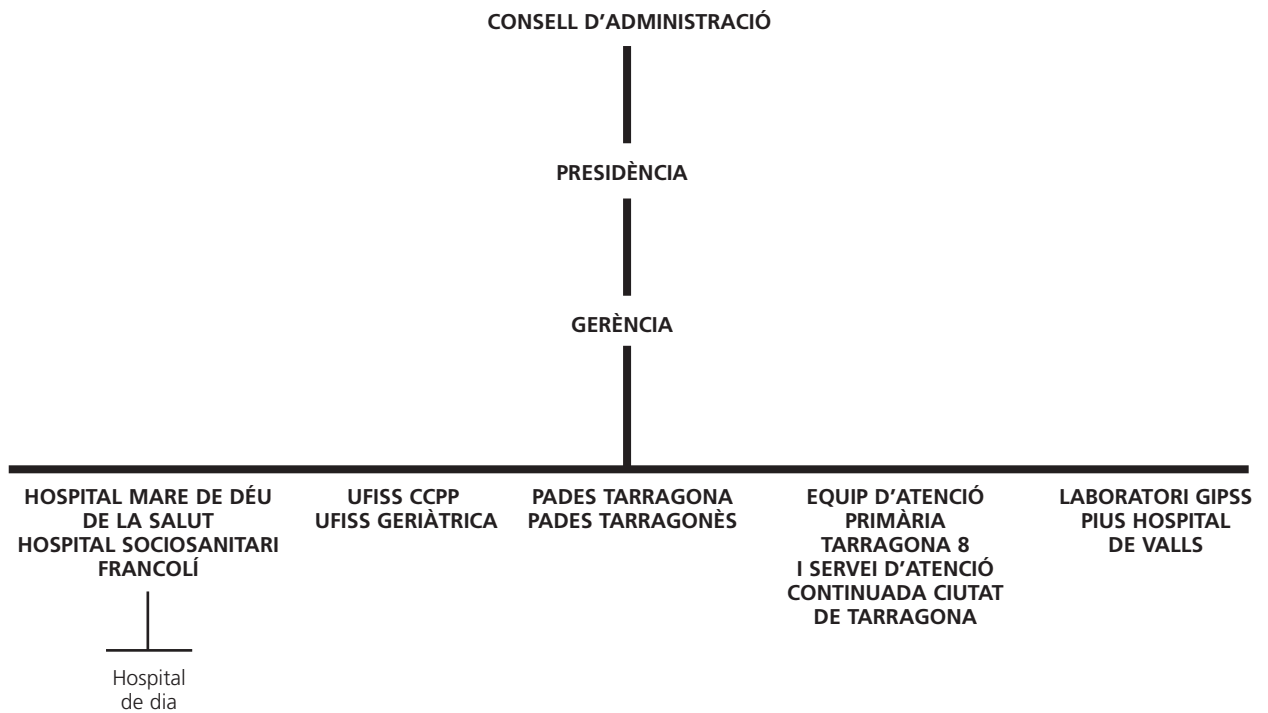 CONSELL D'ADMINISTRACIÓ
PRESIDÈNCIA
GERÈNCIA
HOSPITAL MARE DE DÉU
DE LA SALUT
HOSPITAL SOCIOSANITARI
FRANCOLÍ
UFISS CCPP
UFISS GERIÀTRICA
PADES TARRAGONA
PADES TARRAGONÈS
EQUIP D'ATENCIÓ
PRIMÀRIA
TARRAGONA 8
I SERVEI D'ATENCIÓ
CONTINUADA CIUTAT
DE TARRAGONA
LABORATORI GIPSS
PIUS HOSPITAL
DE VALLS
Hospital
de dia